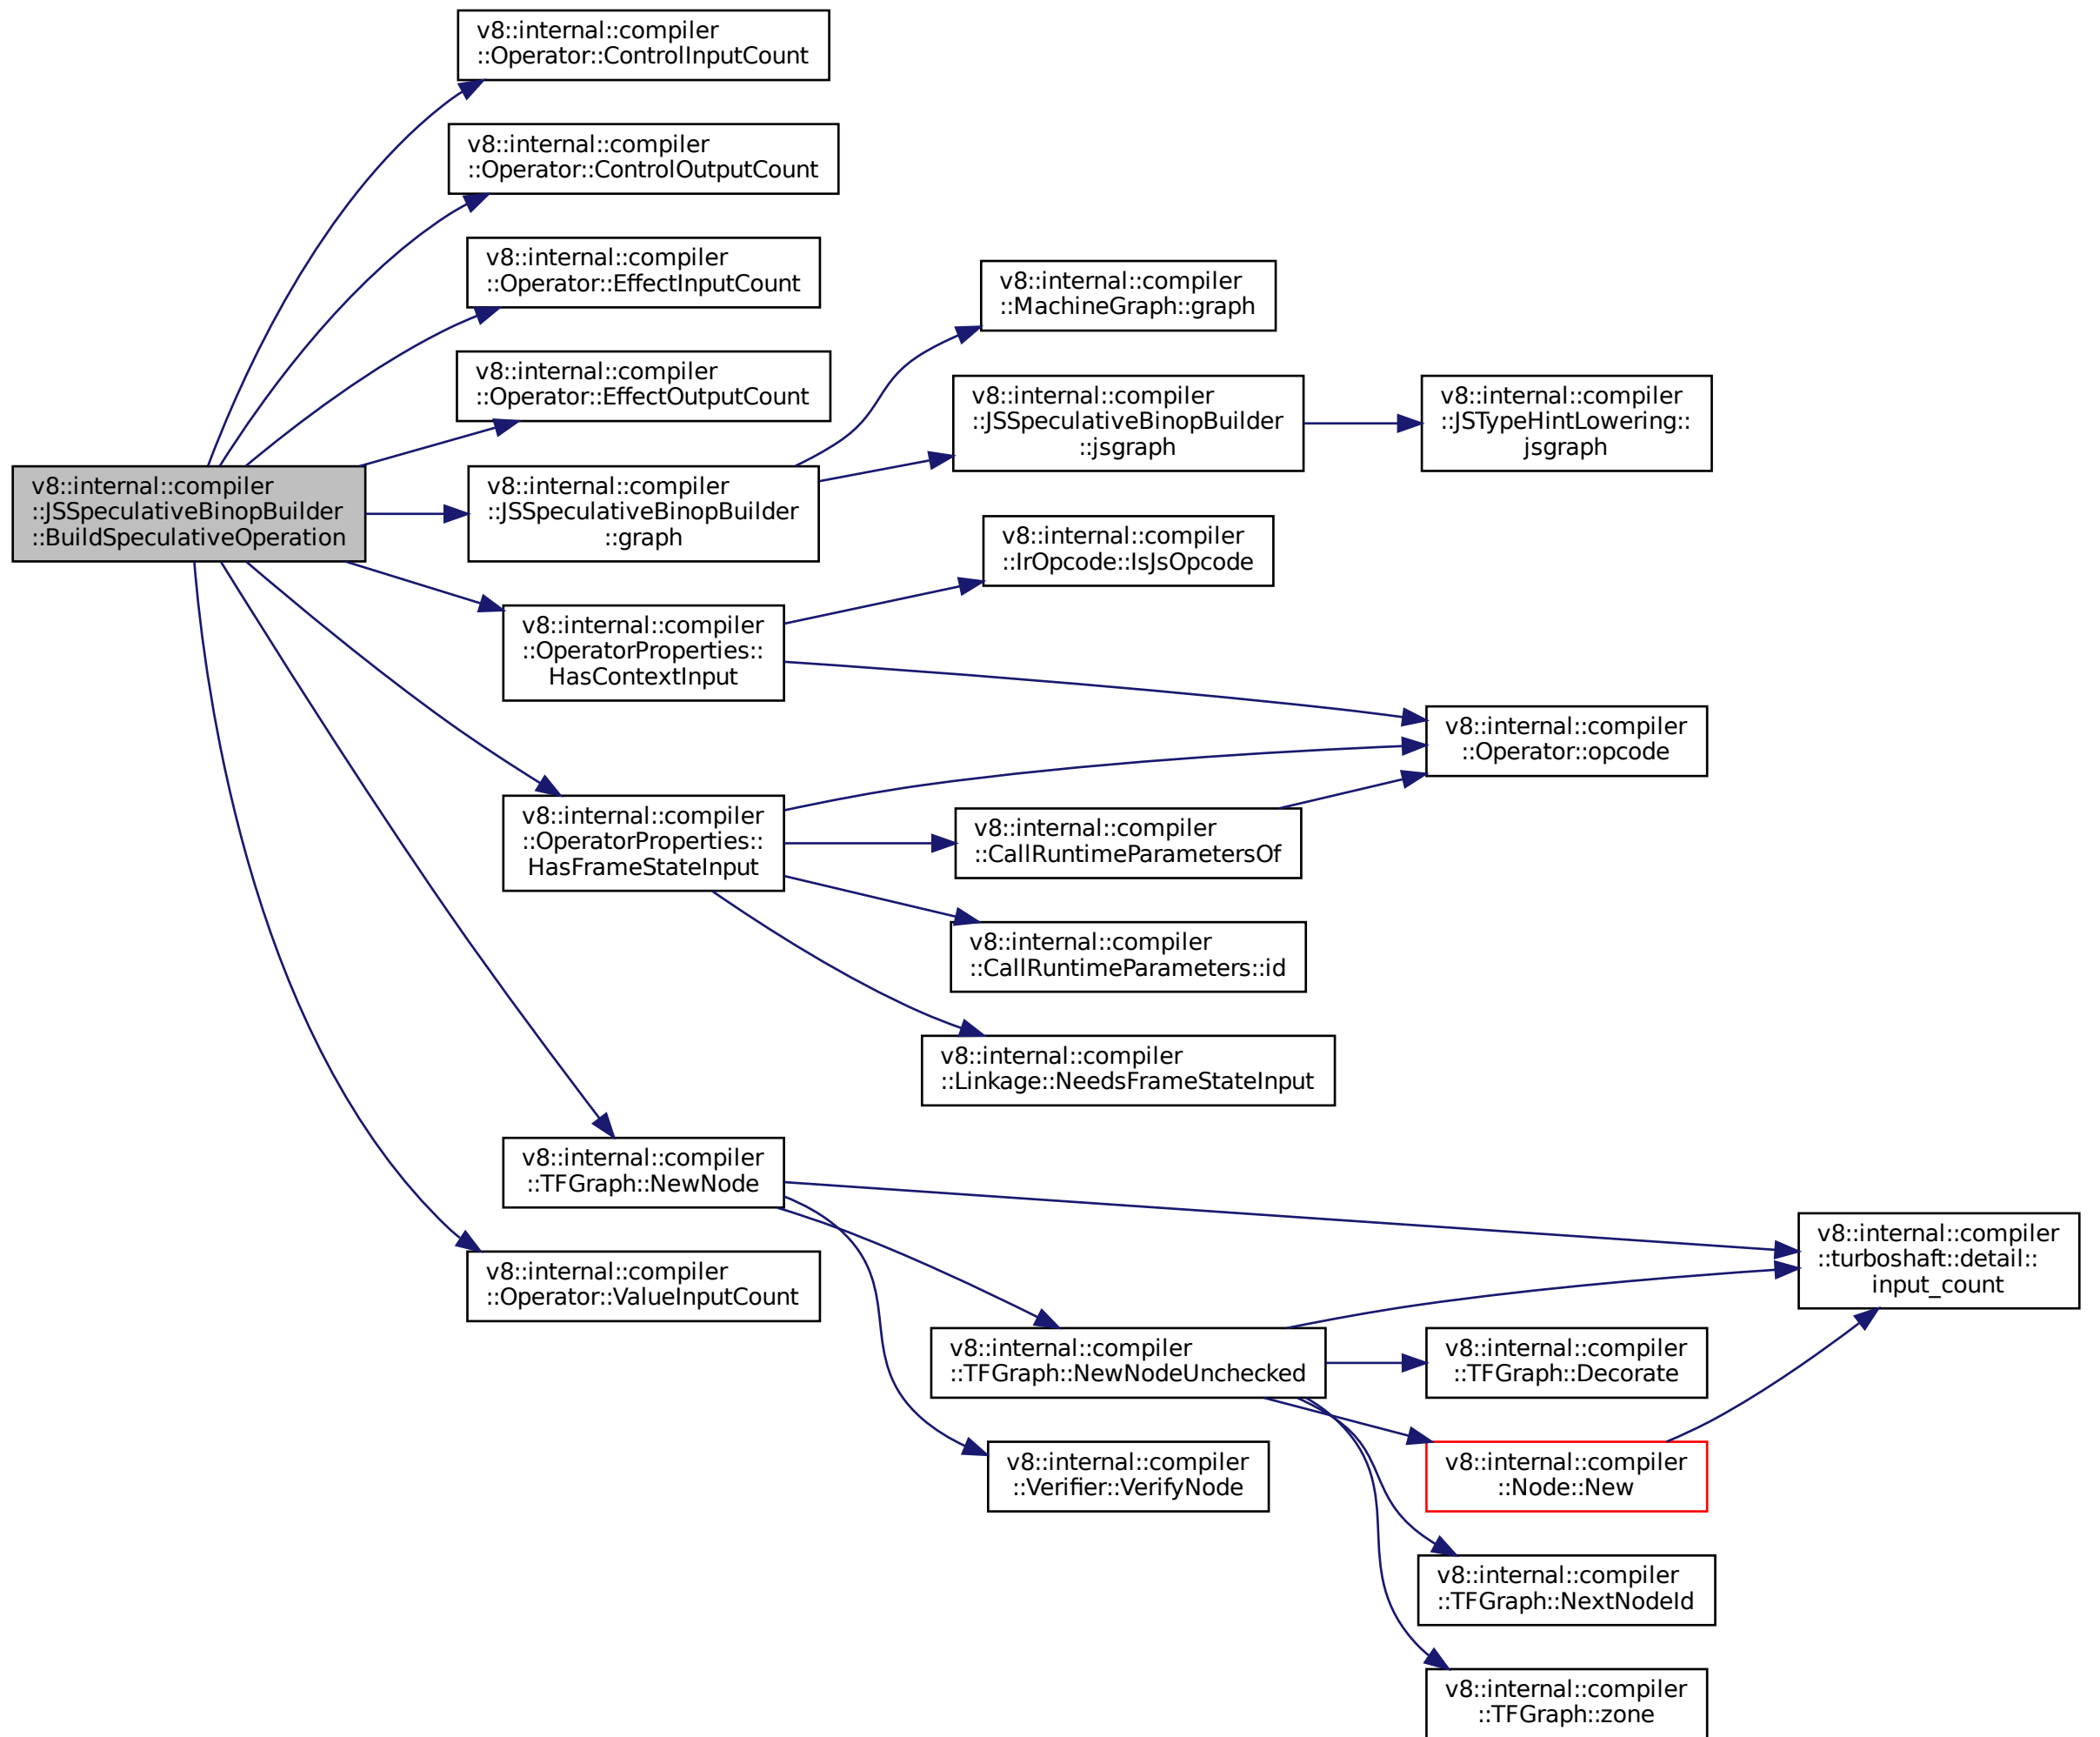 v8::internal::compiler
::Operator::ControlInputCount
v8::internal::compiler
::Operator::ControlOutputCount
v8::internal::compiler
::Operator::EffectInputCount
v8::internal::compiler
::Operator::EffectOutputCount
v8::internal::compiler
::JSSpeculativeBinopBuilder
::BuildSpeculativeOperation
v8::internal::compiler
::JSSpeculativeBinopBuilder
::graph
v8::internal::compiler
::MachineGraph::graph
v8::internal::compiler
::JSSpeculativeBinopBuilder
::jsgraph
v8::internal::compiler
::JSTypeHintLowering::
jsgraph
v8::internal::compiler
::OperatorProperties::
HasContextInput
v8::internal::compiler
::IrOpcode::IsJsOpcode
v8::internal::compiler
::Operator::opcode
v8::internal::compiler
::OperatorProperties::
HasFrameStateInput
v8::internal::compiler
::CallRuntimeParametersOf
v8::internal::compiler
::CallRuntimeParameters::id
v8::internal::compiler
::Linkage::NeedsFrameStateInput
v8::internal::compiler
::TFGraph::NewNode
v8::internal::compiler
::Operator::ValueInputCount
v8::internal::compiler
::turboshaft::detail::
input_count
v8::internal::compiler
::TFGraph::NewNodeUnchecked
v8::internal::compiler
::TFGraph::Decorate
v8::internal::compiler
::Verifier::VerifyNode
v8::internal::compiler
::Node::New
v8::internal::compiler
::TFGraph::NextNodeId
v8::internal::compiler
::TFGraph::zone